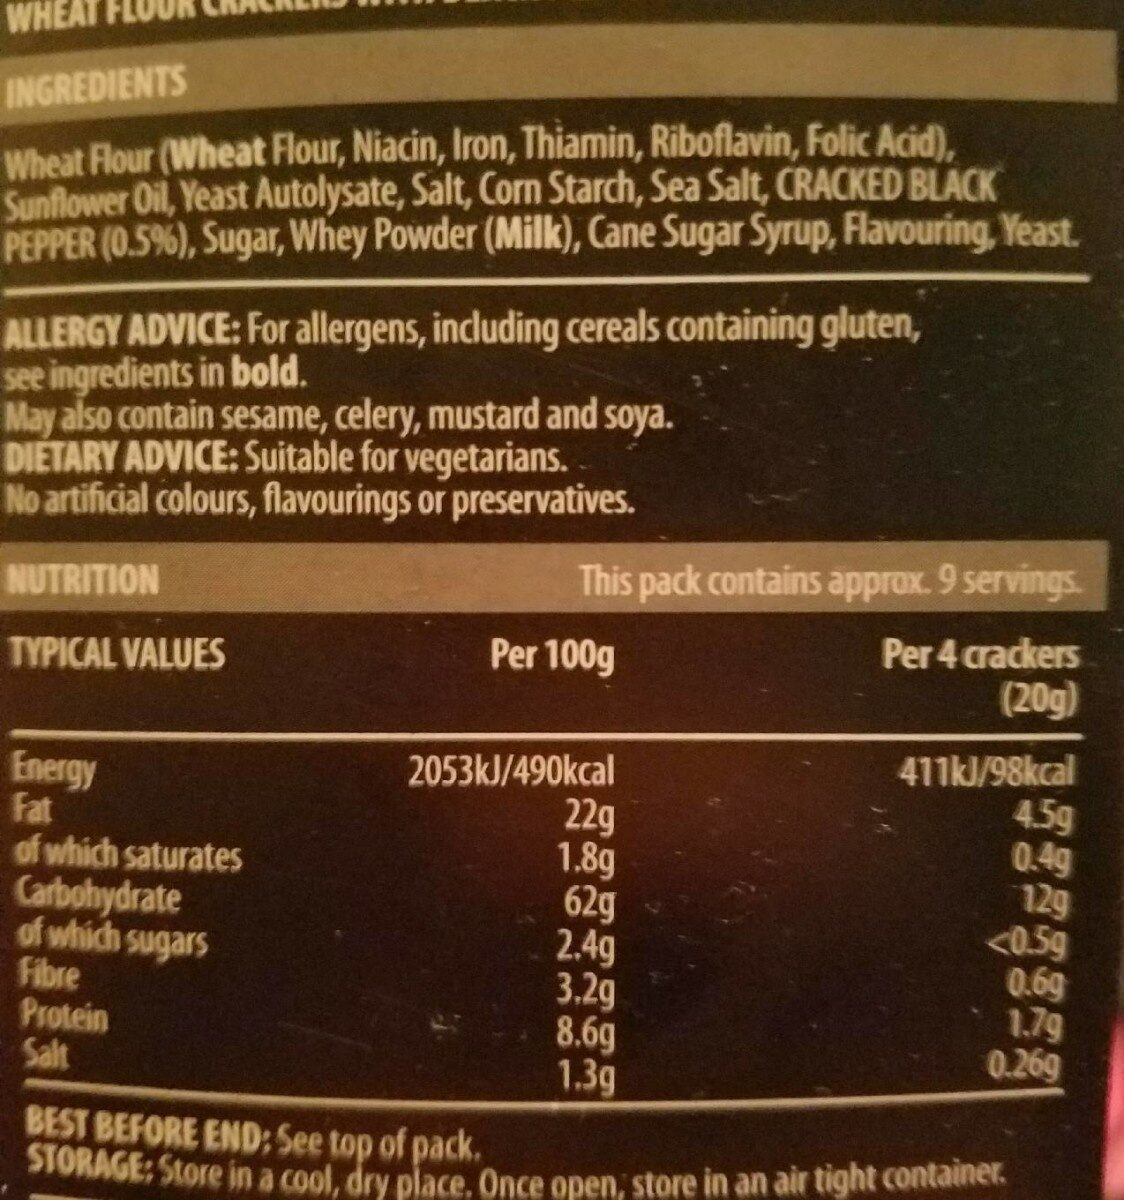 WHEAT FLOUR CRACKERS
INGREDIENTS
Wheat Flour (Wheat Flour, Niacin, Iron, Thiamin, Riboflavin, Folic Acid),
Sunflower Oil, Yeast Autolysate, Salt, Corn Starch, Sea Salt, CRACKED BLACK
PEPPER (0.5%), Sugar, Whey Powder (Milk), Cane Sugar Syrup, Flavouring, Yeast.
ALLERGY ADVICE: For allergens, including cereals containing gluten,
see ingredients in bold.
May also contain sesame, celery, mustard and soya.
DIETARY ADVICE: Suitable for vegetarians.
No artificial colours, flavourings or preservatives.
NUTRITION This pack contains approx. 9 servings.
TYPICAL VALUES Per 100g Per 4 crackers
(20g)
Energy 2053kJ/490kcal 411kJ/98kcal
Fat 22g 4.5g
of which saturates 1.8g 0.4g
Carbohydrate 62g 12g
of which sugars 2.4g <0.5g
Fibre 3.2g 0.6g
Protein 8.6g 1.7g
Salt 1.3g 0.26g
BEST BEFORE END: See top of pack.
STORAGE: Store in a cool, dry place. Once open, store in an air tight container.